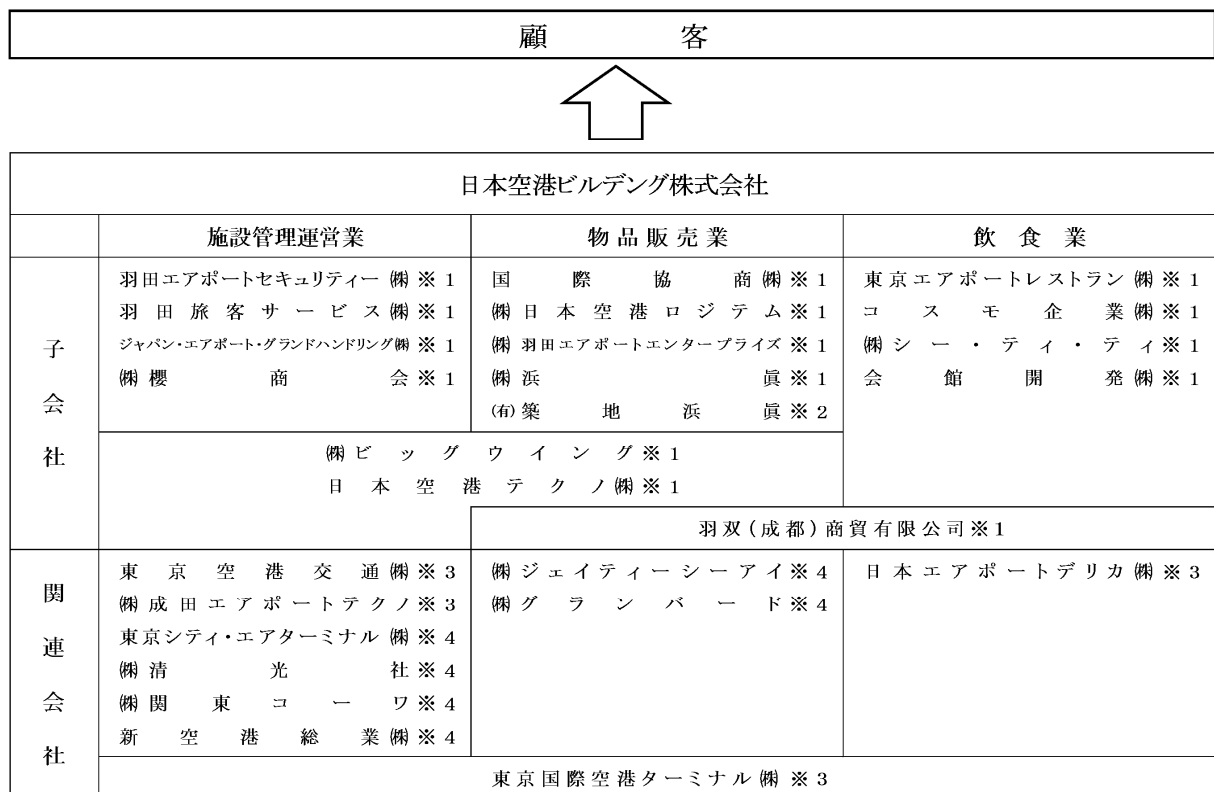 顧客
日本空港ビルデング株式会社
施設管理運営業
物品販売業
飲食業
子会社
羽田エアポートセキュリティー㈱※1
羽田旅客サービス㈱※1
ジャパン・エアポート・グランドハンドリング㈱※1
㈱櫻商会※1
国際協商㈱※1
㈱日本空港ロジテム※1
㈱羽田エアポートエンタープライズ※1
㈱浜眞※1
㈲築地浜眞※2
東京エアポートレストラン㈱※1
コスモ企業㈱※1
㈱シー・ティ・ティ※1
会館開発㈱※1
㈱ビッグウイング※1
日本空港テクノ㈱※1
羽双(成都)商貿有限公司※1
関連会社
東京空港交通㈱※3
㈱成田エアポートテクノ※3
東京シティ・エアターミナル㈱※4
㈱清光社※4
㈱関東コーワ※4
新空港総業㈱※4
㈱ジェイティーシーアイ※4
㈱グランバード※4
日本エアポートデリカ㈱※3
東京国際空港ターミナル㈱※3